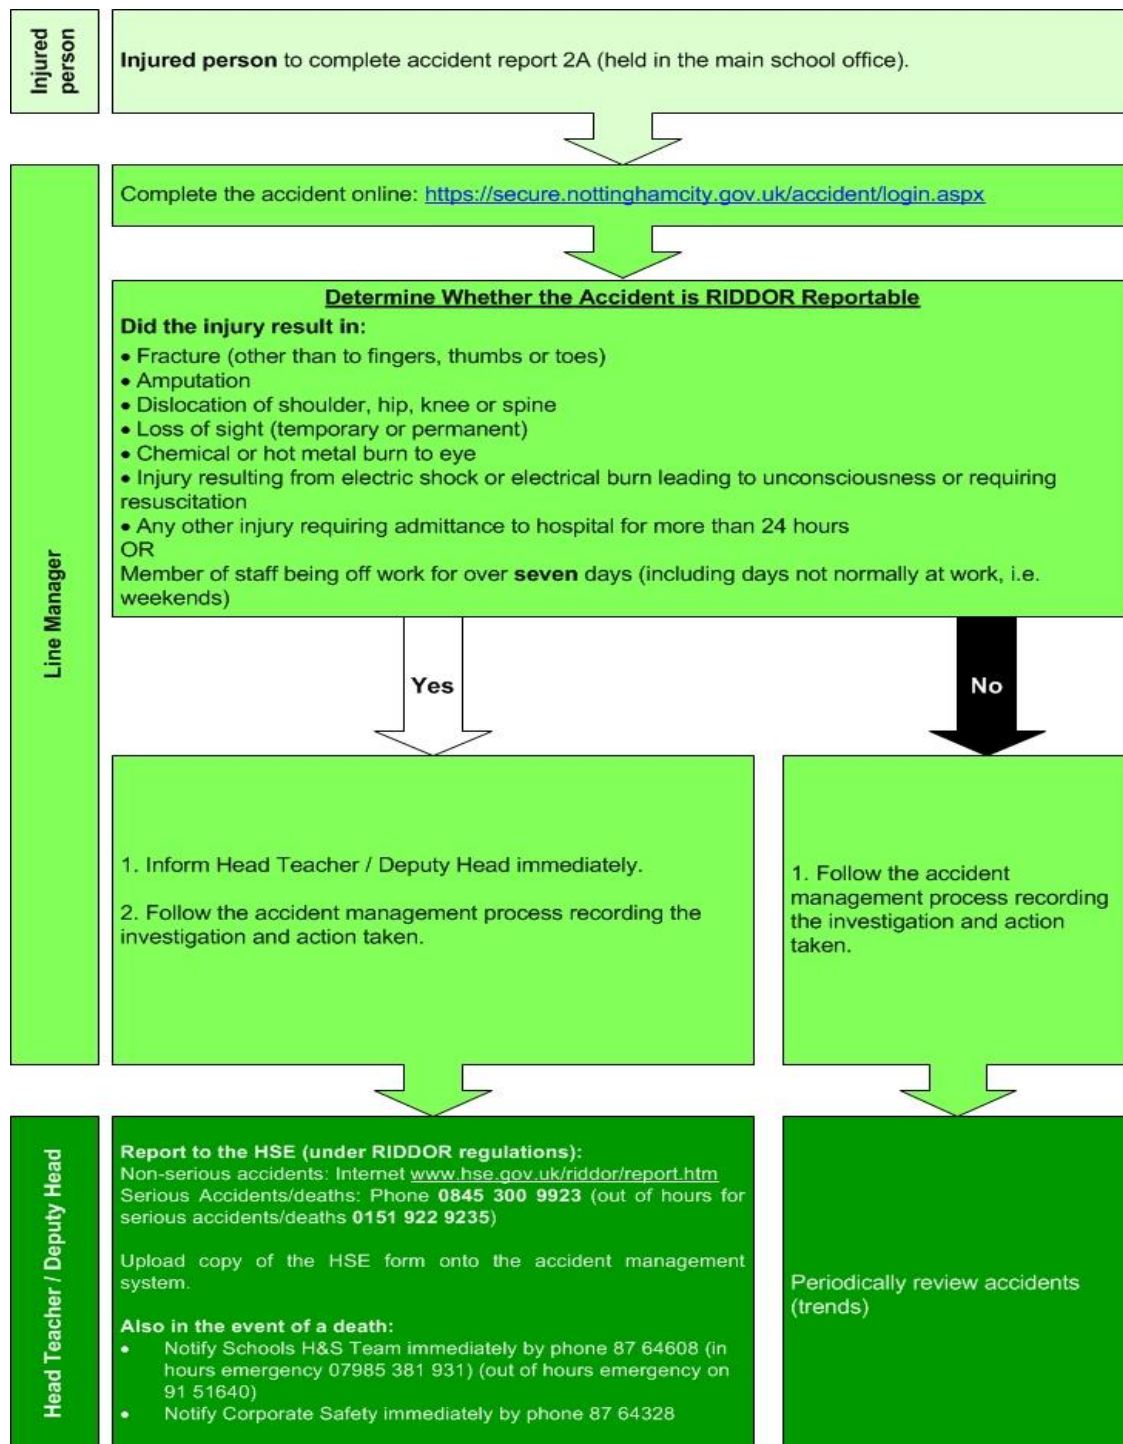 Injured
person
Injured person to complete accident report 2A (held in the main school office).
Line Manager
Complete the accident online: https://secure.nottinghamcity.gov.uk/accident/login.aspx
Determine Whether the Accident is RIDDOR Reportable
Did the injury result in:
• Fracture (other than to fingers, thumbs or toes)
• Amputation
• Dislocation of shoulder, hip, knee or spine
• Loss of sight (temporary or permanent)
• Chemical or hot metal burn to eye
• Injury resulting from electric shock or electrical burn leading to unconsciousness or requiring
resuscitation
• Any other injury requiring admittance to hospital for more than 24 hours
OR
Member of staff being off work for over seven days (including days not normally at work, i.e.
weekends)
Yes
No
1. Inform Head Teacher / Deputy Head immediately.
2. Follow the accident management process recording the
investigation and action taken.
1. Follow the accident
management process recording
the investigation and action
taken.
Head Teacher / Deputy Head
Report to the HSE (under RIDDOR regulations):
Non-serious accidents: Internet www.hse.gov.uk/riddor/report.htm
Serious Accidents/deaths: Phone 0845 300 9923 (out of hours for
serious accidents/deaths 0151 922 9235)
Upload copy of the HSE form onto the accident management
system.
Also in the event of a death:
• Notify Schools H&S Team immediately by phone 87 64608 (in
hours emergency 07985 381 931) (out of hours emergency on
91 51640)
• Notify Corporate Safety immediately by phone 87 64328
Periodically review accidents
(trends)